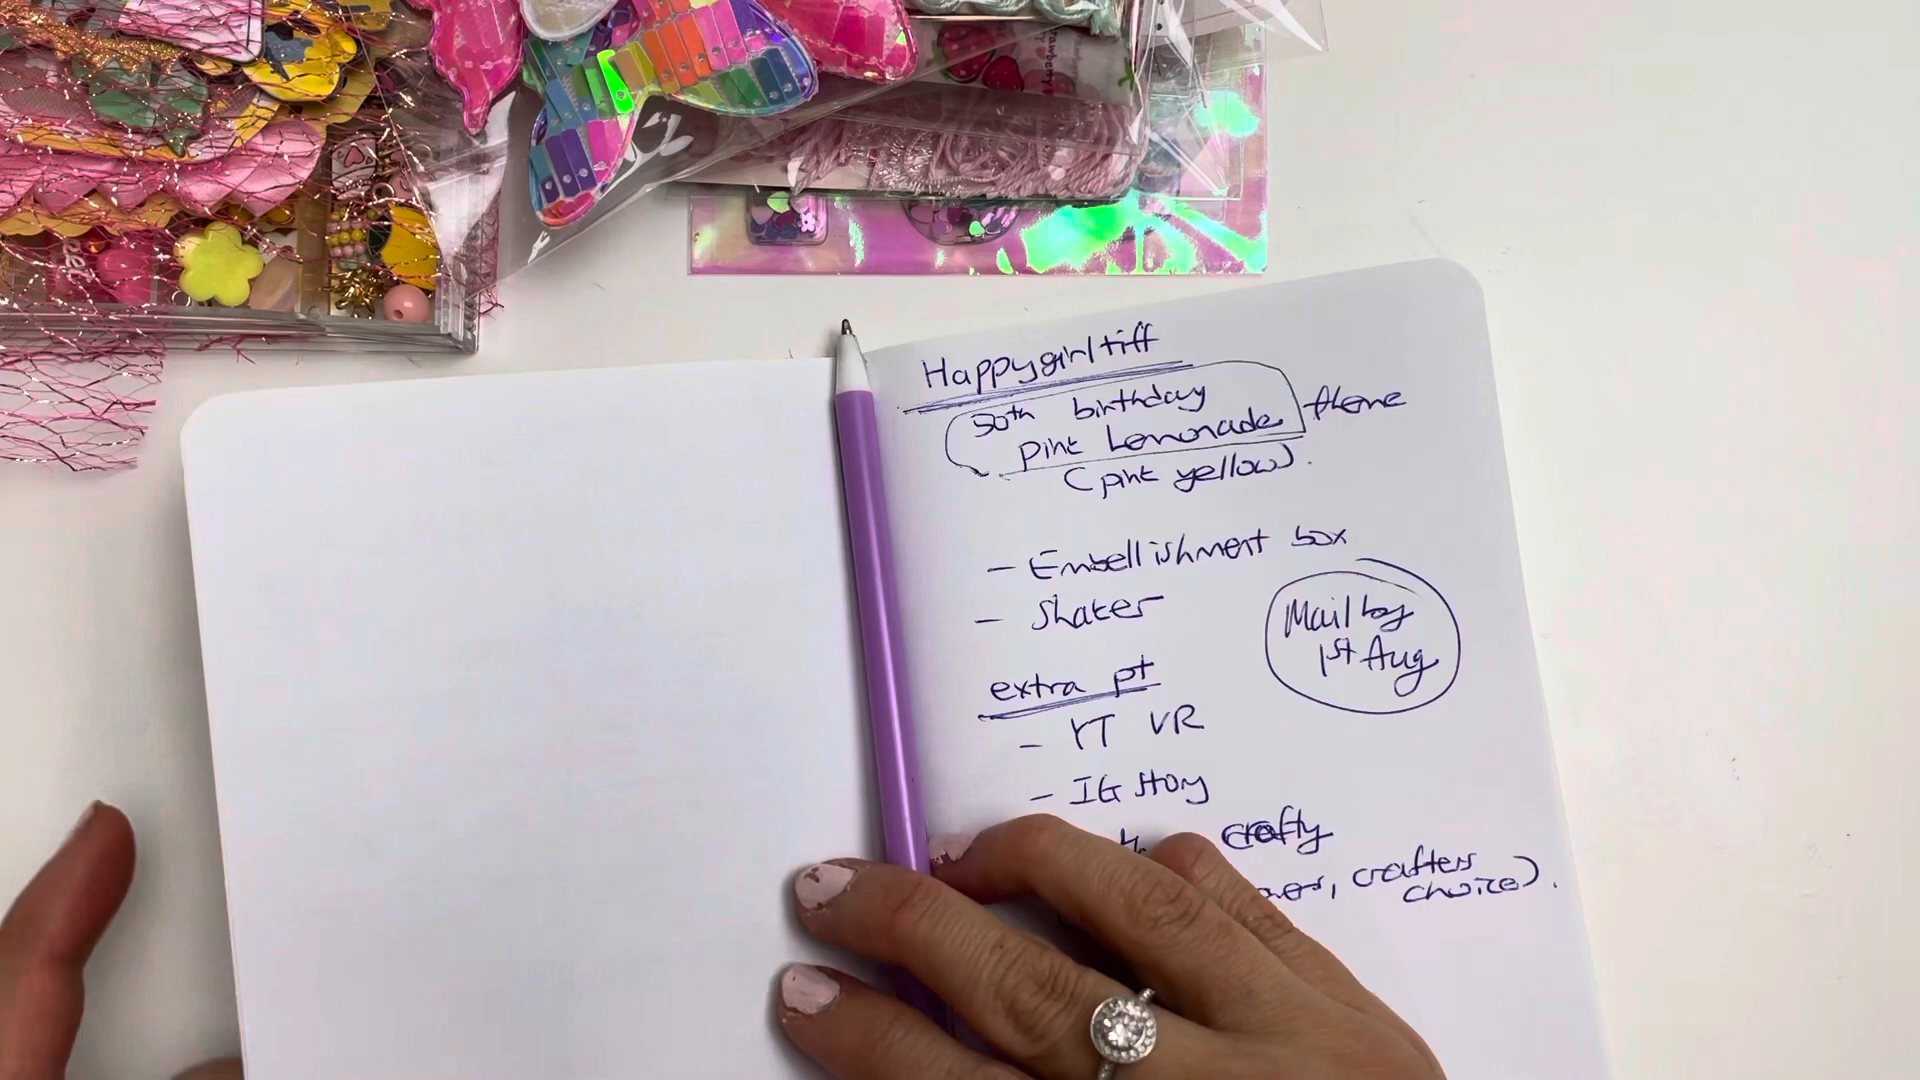 Happygirltiff
30th birthday
Pink Lemonade theme
(pink yellow).
- Embellishment box
- Shaker
Mail by
1st Aug
extra pt
- YT VR
- IG story
crafty
crafters
choice).